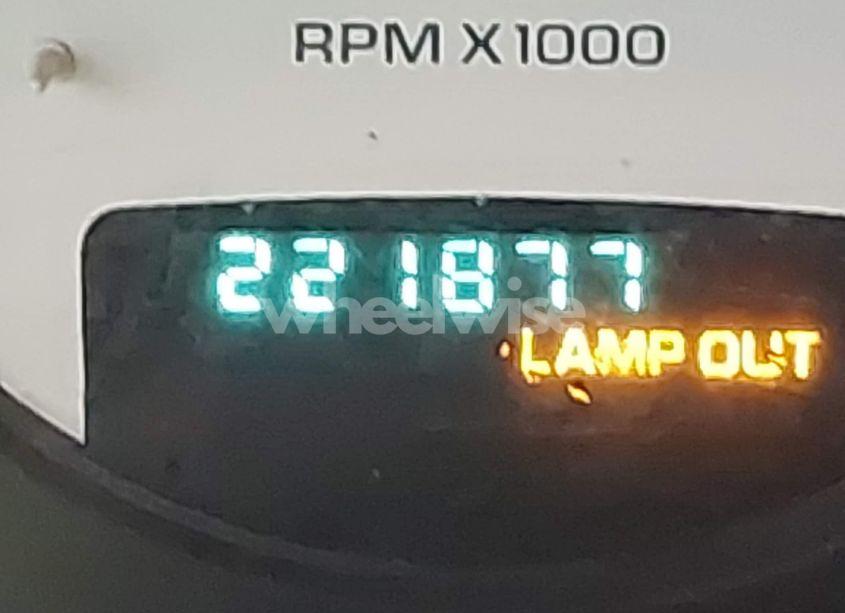 RPM X1000
221877
wheelwise
LAMP OUT